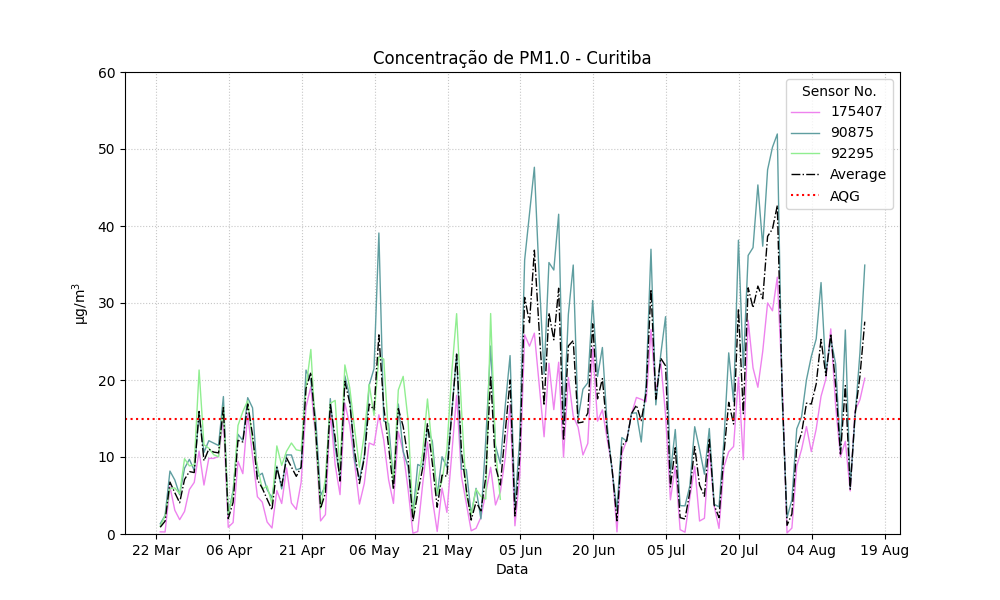 Concentração de PM1.0 - Curitiba
60
50
40
30
20
10
0
µg/m³
Sensor No.
175407
90875
92295
Average
AQG
22 Mar 06 Apr 21 Apr 06 May 21 May 05 Jun 20 Jun 05 Jul 20 Jul 04 Aug 19 Aug
Data